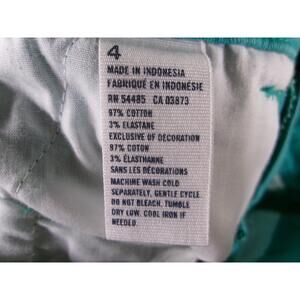 4
MADE IN INDONESIA
FABRIQUÉ EN INDONÉSIE
RN 54485 CA 03873
97% COTTON
3% ELASTANE
EXCLUSIVE OF DECORATION
97% COTON
3% ÉLASTHANNE
SANS LES DÉCORATIONS
MACHINE WASH COLD
SEPARATELY, GENTLE CYCLE
DO NOT BLEACH. TUMBLE
DRY LOW. COOL IRON IF
NEEDED.